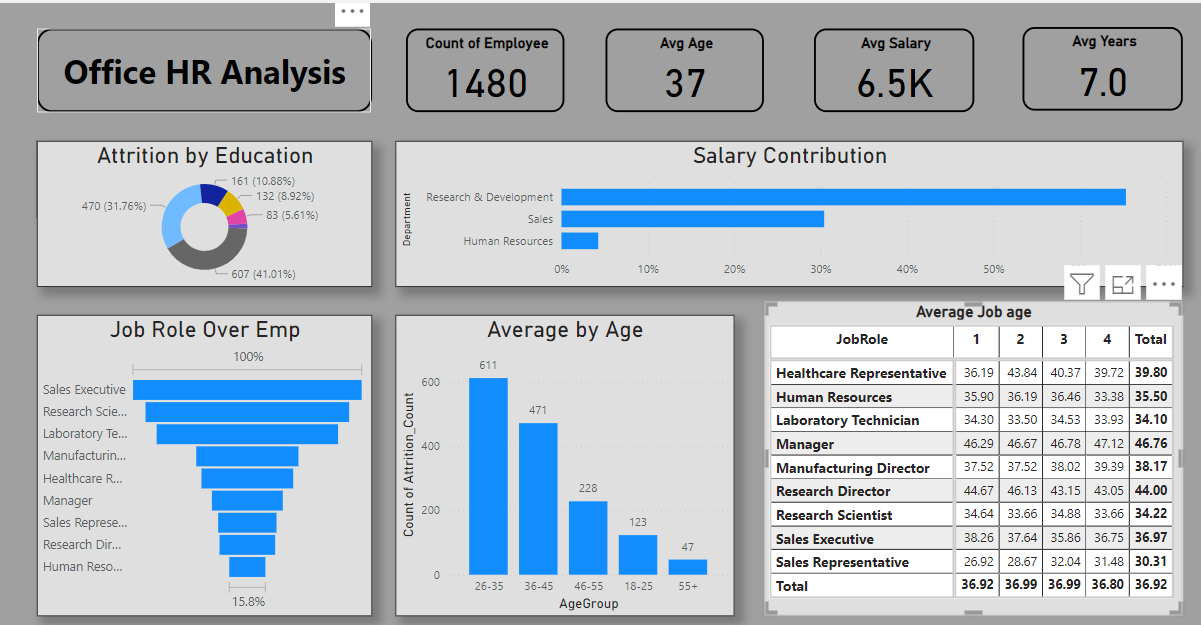 Office HR Analysis
Count of Employee
1480
Avg Age
37
Avg Salary
6.5K
Avg Years
7.0
Attrition by Education
161 (10.88%)
132 (8.92%)
83 (5.61%)
470 (31.76%)
607 (41.01%)
Salary Contribution
Department
Research & Development
Sales
Human Resources
0% 10% 20% 30% 40% 50%
Job Role Over Emp
100%
Sales Executive
Research Scie...
Laboratory Te...
Manufacturin...
Healthcare R...
Manager
Sales Represe...
Research Dir...
Human Reso...
15.8%
Average by Age
Count of Attrition_Count
600
400
200
0
611
471
228
123
47
26-35 36-45 46-55 18-25 55+
AgeGroup
Average Job age
JobRole 1 2 3 4 Total
Healthcare Representative 36.19 43.84 40.37 39.72 39.80
Human Resources 35.90 36.19 36.46 33.38 35.50
Laboratory Technician 34.30 33.50 34.53 33.93 34.10
Manager 46.29 46.67 46.78 47.12 46.76
Manufacturing Director 37.52 37.52 38.02 39.39 38.17
Research Director 44.67 46.13 43.15 43.05 44.00
Research Scientist 34.64 33.66 34.88 33.66 34.22
Sales Executive 38.26 37.64 35.86 36.75 36.97
Sales Representative 26.92 28.67 32.04 31.48 30.31
Total 36.92 36.99 36.99 36.80 36.92